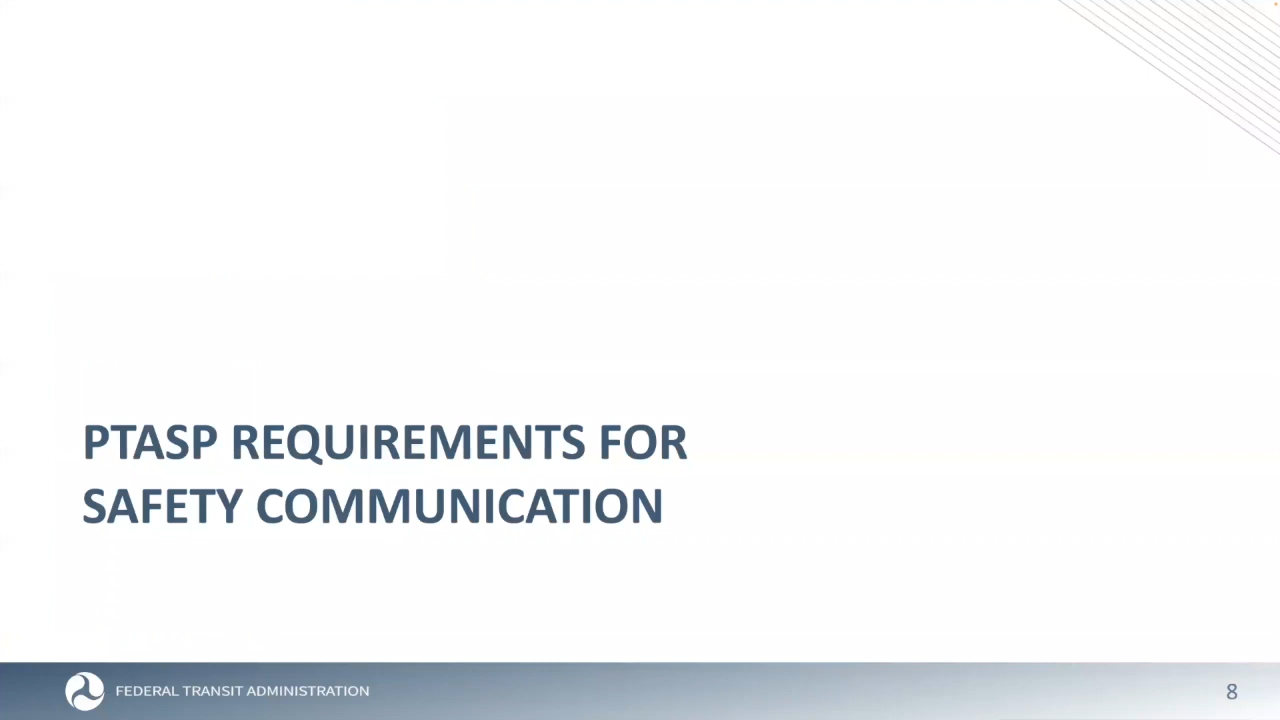 PTASP REQUIREMENTS FOR
SAFETY COMMUNICATION
FEDERAL TRANSIT ADMINISTRATION
8